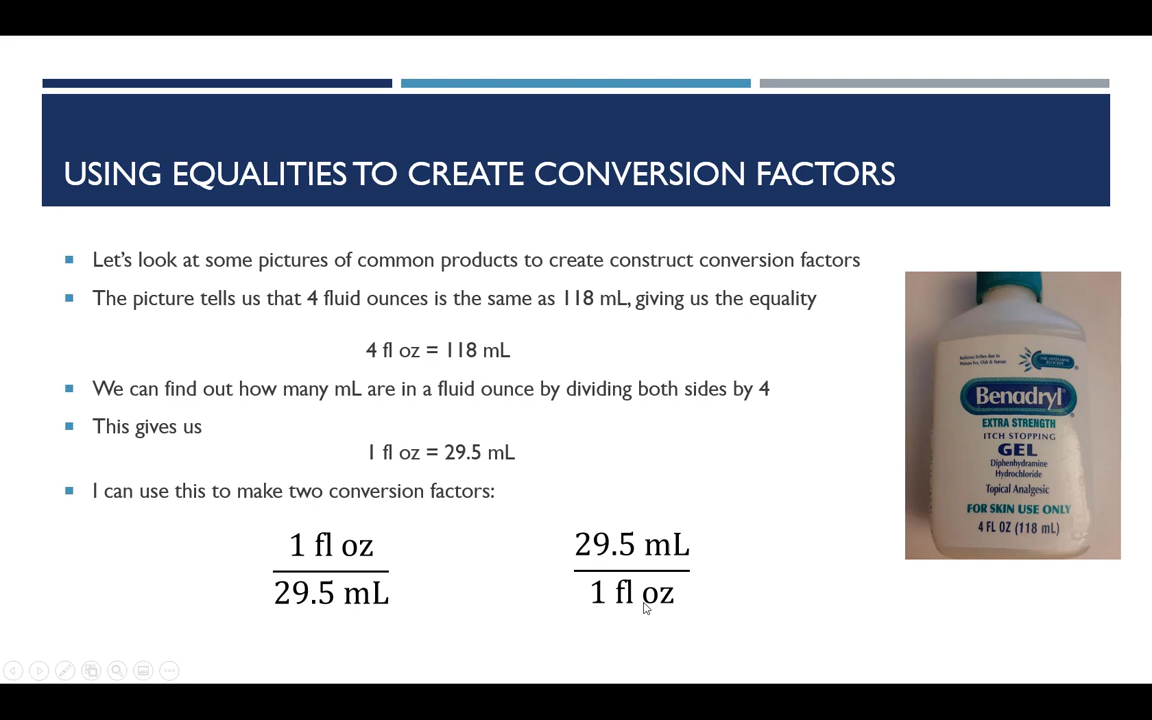 USING EQUALITIES TO CREATE CONVERSION FACTORS
Let's look at some pictures of common products to create construct conversion factors
The picture tells us that 4 fluid ounces is the same as 118 mL, giving us the equality
4 fl oz = 118 mL
We can find out how many mL are in a fluid ounce by dividing both sides by 4
This gives us
1 fl oz = 29.5 mL
I can use this to make two conversion factors:
1 fl oz
29.5 mL
29.5 mL
1 fl oz
Benadryl
EXTRA STRENGTH
ITCH STOPPING
GEL
Diphenhydramine
Hydrochloride
Topical Analgesic
FOR SKIN USE ONLY
4 FL OZ (118 mL)